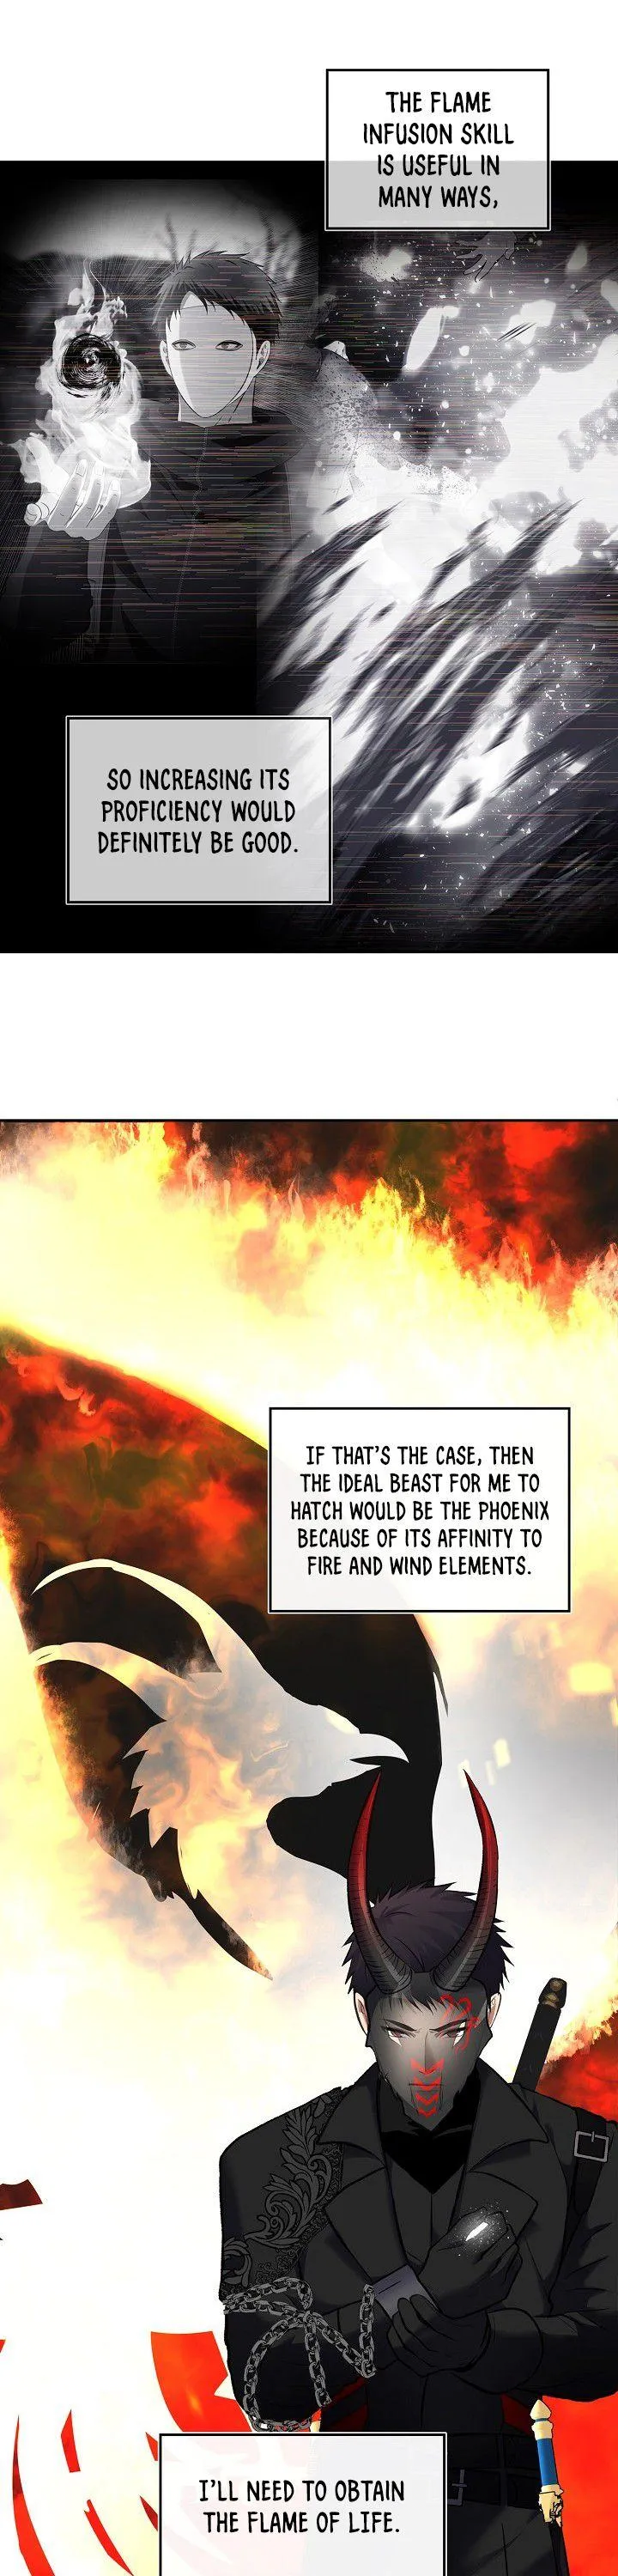 THE FLAME
INFUSION SKILL
IS USEFUL IN
MANY WAYS,
SO INCREASING ITS
PROFICIENCY WOULD
DEFINITELY BE GOOD.
IF THAT'S THE CASE, THEN
THE IDEAL BEAST FOR ME TO
HATCH WOULD BE THE PHOENIX
BECAUSE OF ITS AFFINITY TO
FIRE AND WIND ELEMENTS.
I'LL NEED TO OBTAIN
THE FLAME OF LIFE.